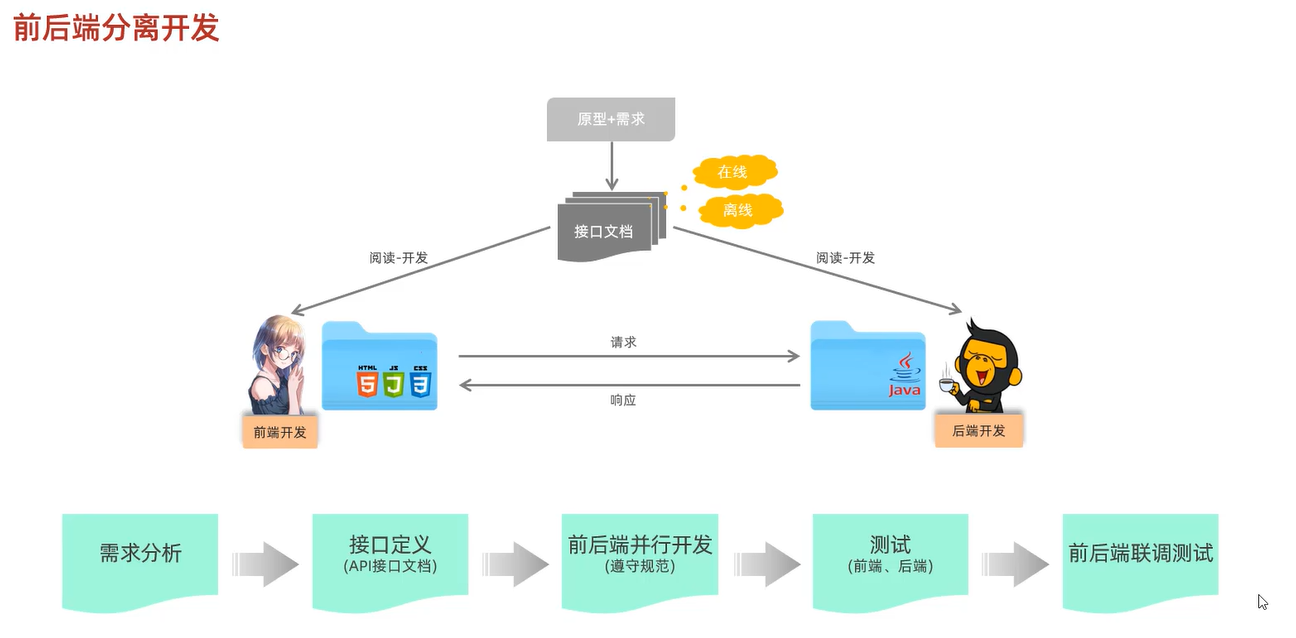 前后端分离开发
原型+需求
在线
离线
接口文档
阅读-开发
阅读-开发
请求
响应
HTML
JS
CSS
5
3
Java
前端开发
后端开发
需求分析
接口定义
(API接口文档)
前后端并行开发
(遵守规范)
测试
(前端、后端)
前后端联调测试